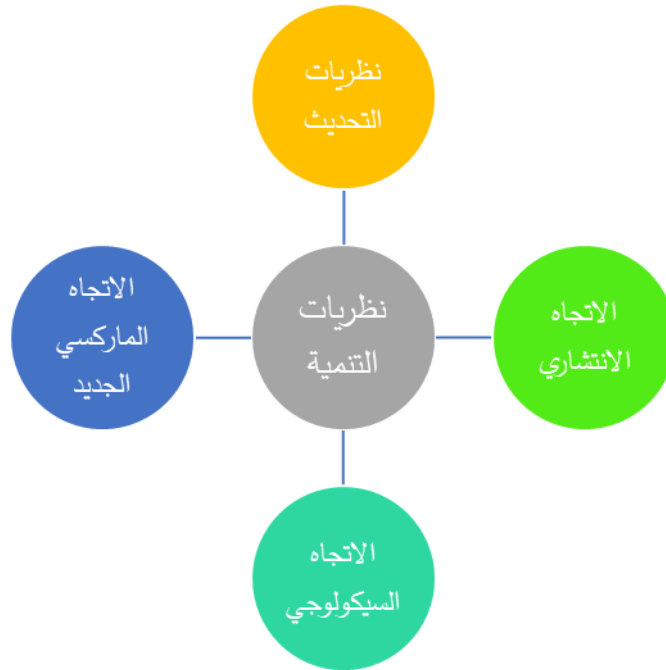 نظريات
التحديث
الاتجاه
الانتشاري
نظريات
التنمية
الاتجاه
الماركسي
الجديد
الاتجاه
السيكولوجي